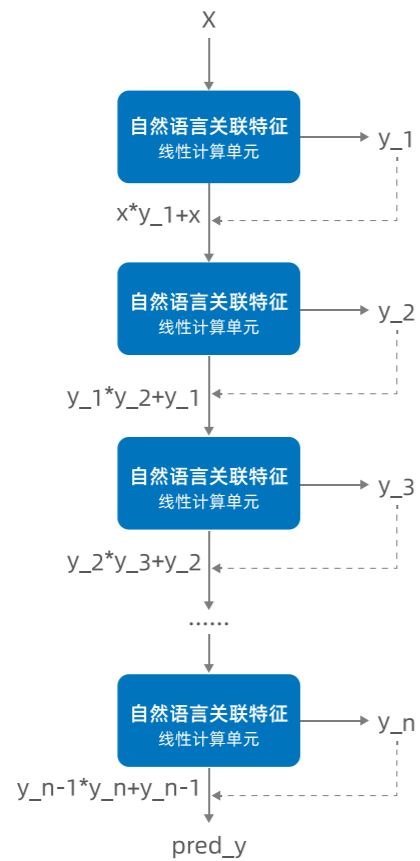 X
自然语言关联特征
线性计算单元
y_1
x*y_1+x
自然语言关联特征
线性计算单元
y_2
y_1*y_2+y_1
自然语言关联特征
线性计算单元
y_3
y_2*y_3+y_2
......
自然语言关联特征
线性计算单元
y_n
y_n-1*y_n+y_n-1
pred_y